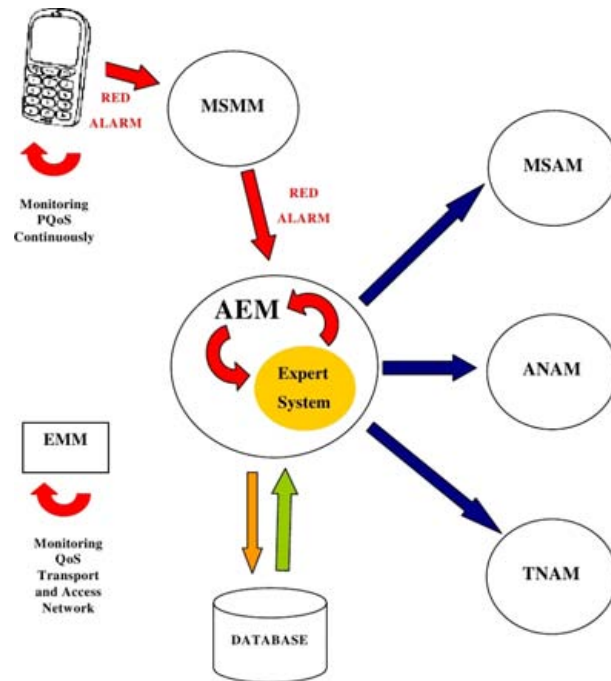 RED
ALARM
MSMM
MSAM
Monitoring
PQoS
Continuously
RED
ALARM
AEM
Expert
System
ANAM
EMM
Monitoring
QoS
Transport
and Access
Network
DATABASE
TNAM